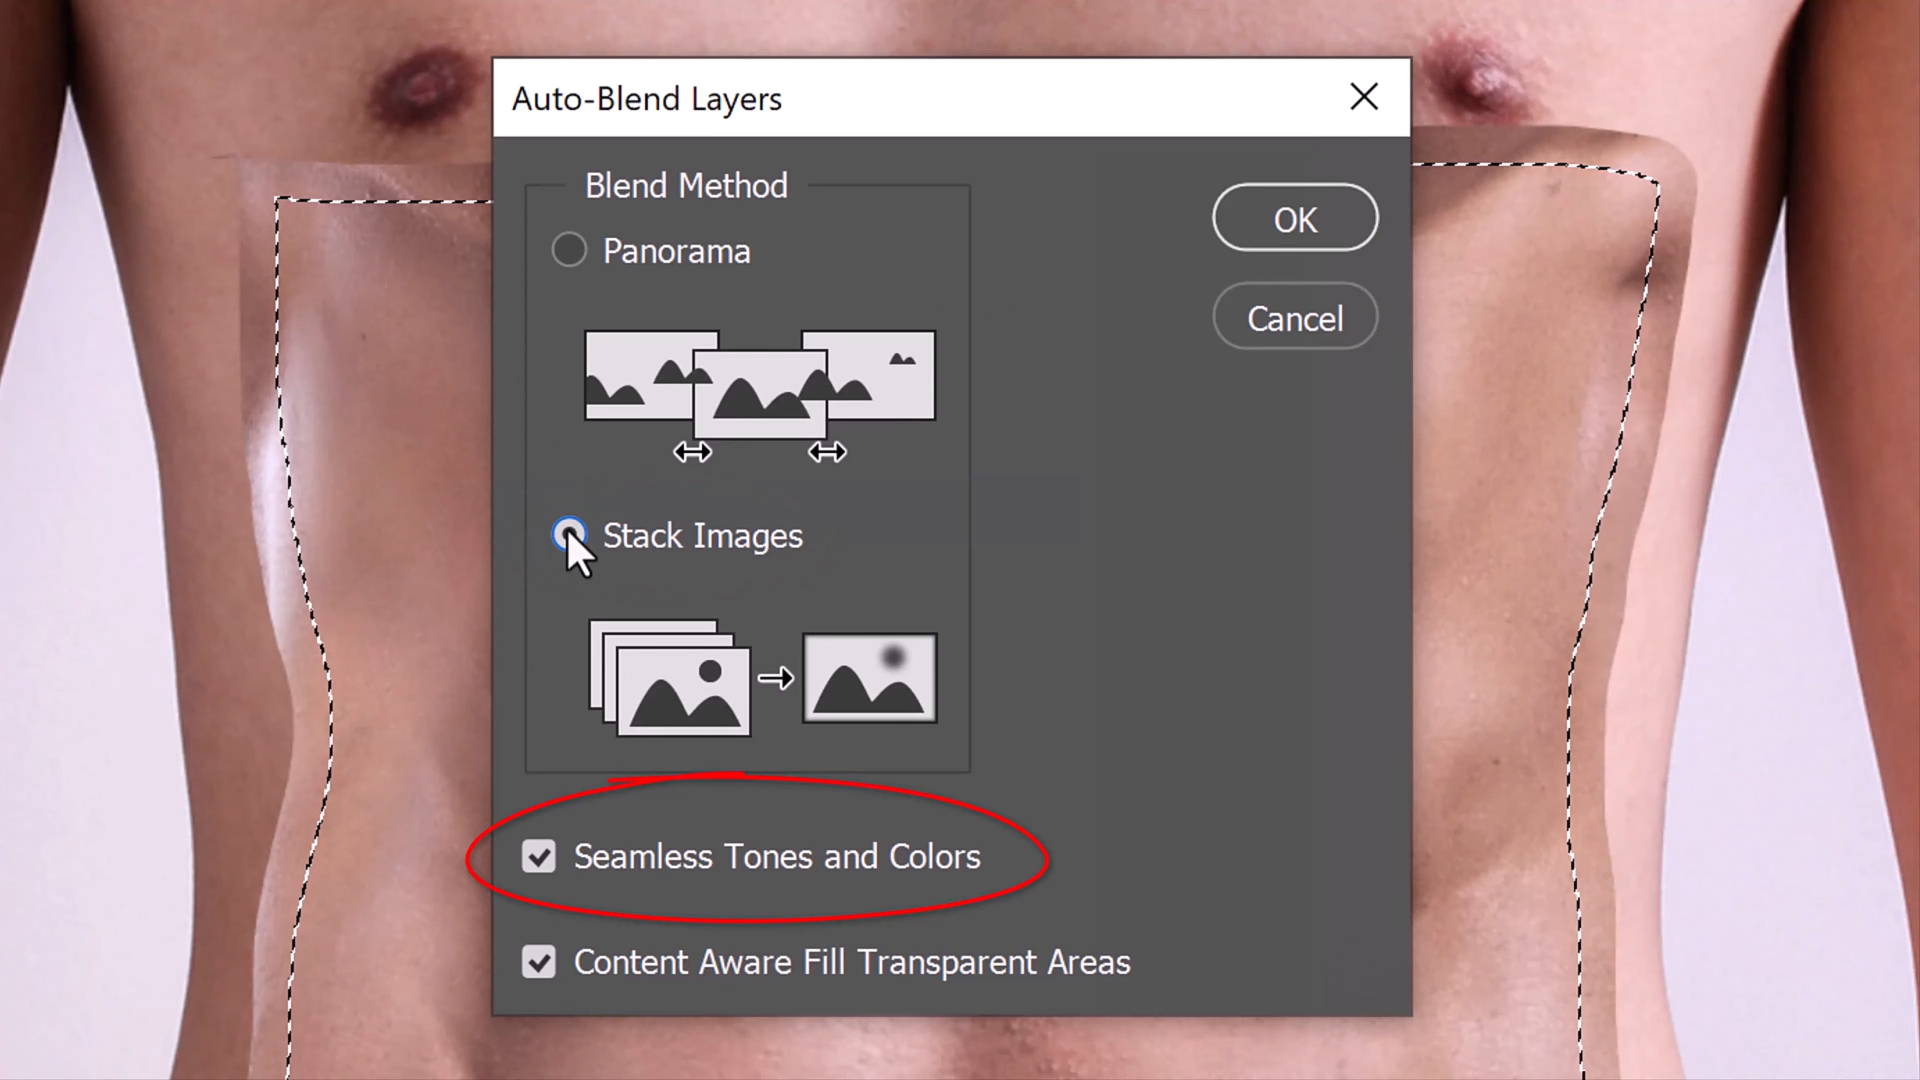 Auto-Blend Layers
Blend Method
Panorama
OK
Cancel
Stack Images
Seamless Tones and Colors
Content Aware Fill Transparent Areas